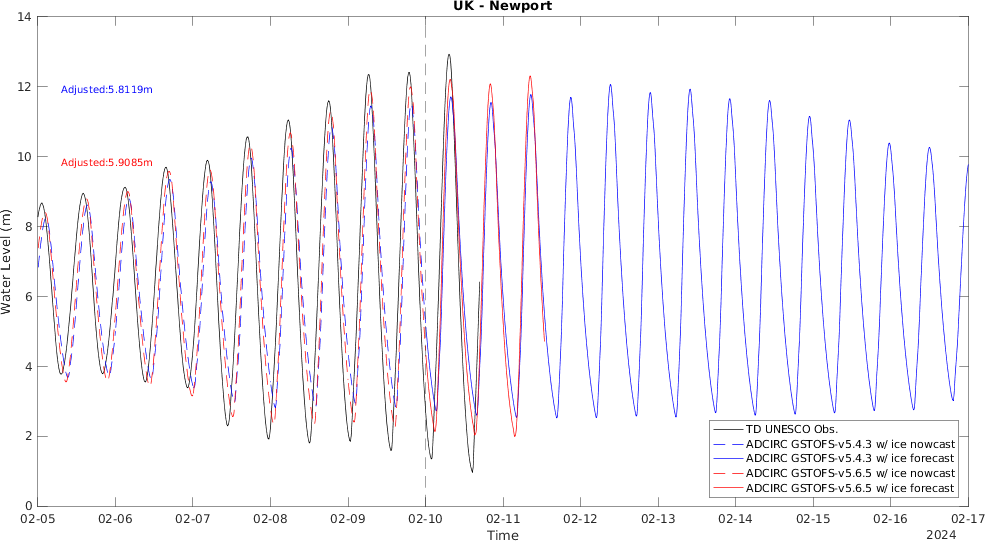 UK - Newport
Water Level (m)
14
12
10
8
6
4
2
0
Adjusted:5.8119m
Adjusted:5.9085m
TD UNESCO Obs.
ADCIRC GSTOFS-v5.4.3 w/ ice nowcast
ADCIRC GSTOFS-v5.4.3 w/ ice forecast
ADCIRC GSTOFS-v5.6.5 w/ ice nowcast
ADCIRC GSTOFS-v5.6.5 w/ ice forecast
02-05 02-06 02-07 02-08 02-09 02-10 02-11 02-12 02-13 02-14 02-15 02-16 02-17
Time
2024